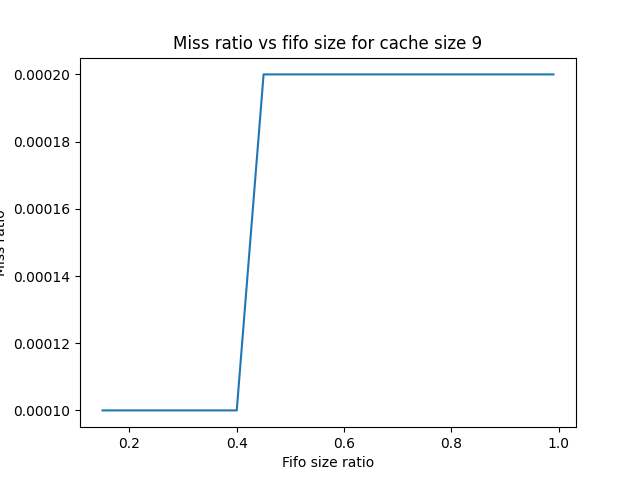 Miss ratio vs fifo size for cache size 9
0.00020
0.00018
0.00016
0.00014
0.00012
0.00010
Miss ratio
0.2 0.4 0.6 0.8 1.0
Fifo size ratio